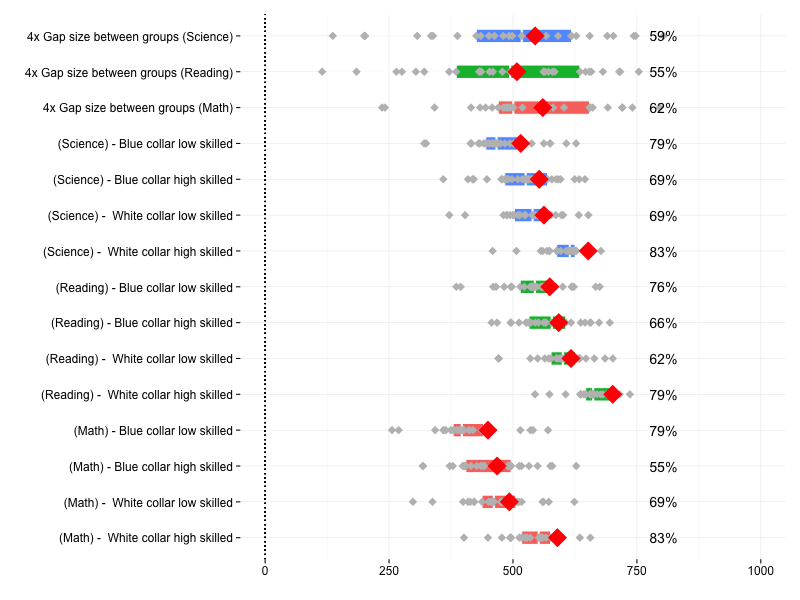 4x Gap size between groups (Science) 59%
4x Gap size between groups (Reading) 55%
4x Gap size between groups (Math) 62%
(Science) - Blue collar low skilled 79%
(Science) - Blue collar high skilled 69%
(Science) - White collar low skilled 69%
(Science) - White collar high skilled 83%
(Reading) - Blue collar low skilled 76%
(Reading) - Blue collar high skilled 66%
(Reading) - White collar low skilled 62%
(Reading) - White collar high skilled 79%
(Math) - Blue collar low skilled 79%
(Math) - Blue collar high skilled 55%
(Math) - White collar low skilled 69%
(Math) - White collar high skilled 83%
0 250 500 750 1000